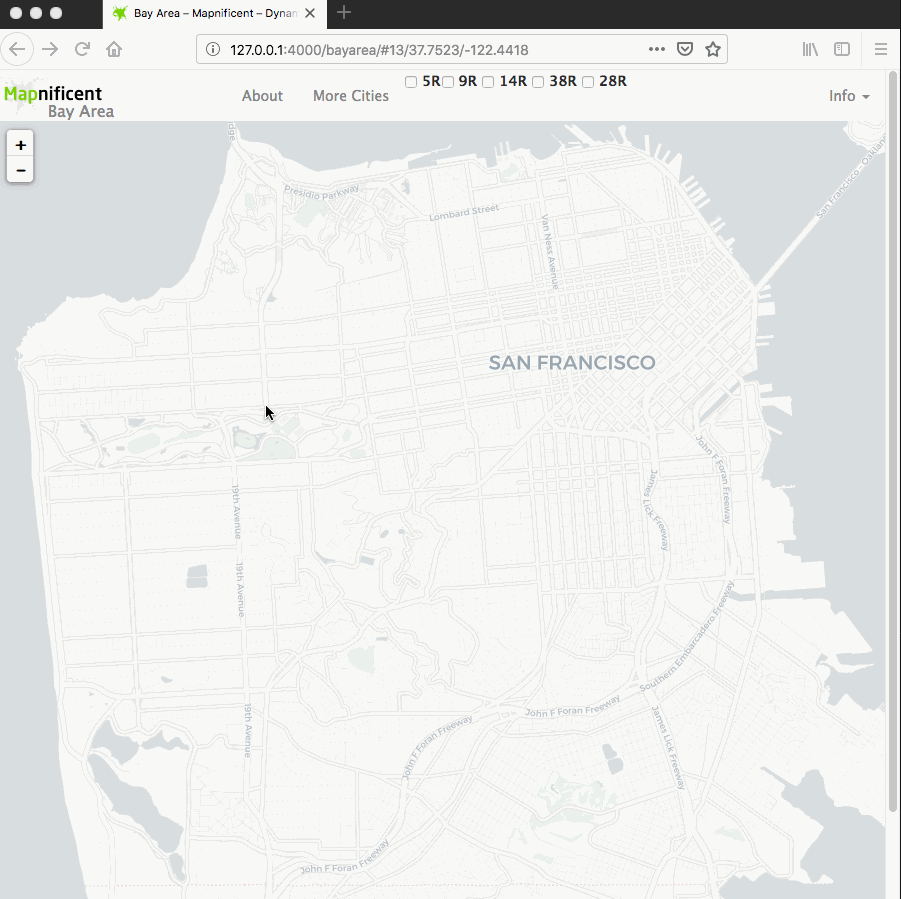 Bay Area – Mapnificent – Dynan
127.0.0.1:4000/bayarea/#13/37.7523/-122.4418
Mapnificent
Bay Area
About
More Cities
5R 9R 14R 38R 28R
Info
+
−
Presidio Parkway
Lombard Street
Van Ness Avenue
San Francisco - Oakland
SAN FRANCISCO
John F Foran Freeway
James Lick Freeway
19th Avenue
19th Avenue
Southern Embarcadero Freeway
19th Avenue
John F Foran Freeway
John F Foran Freeway
James Lick Freeway
John F Foran Freeway